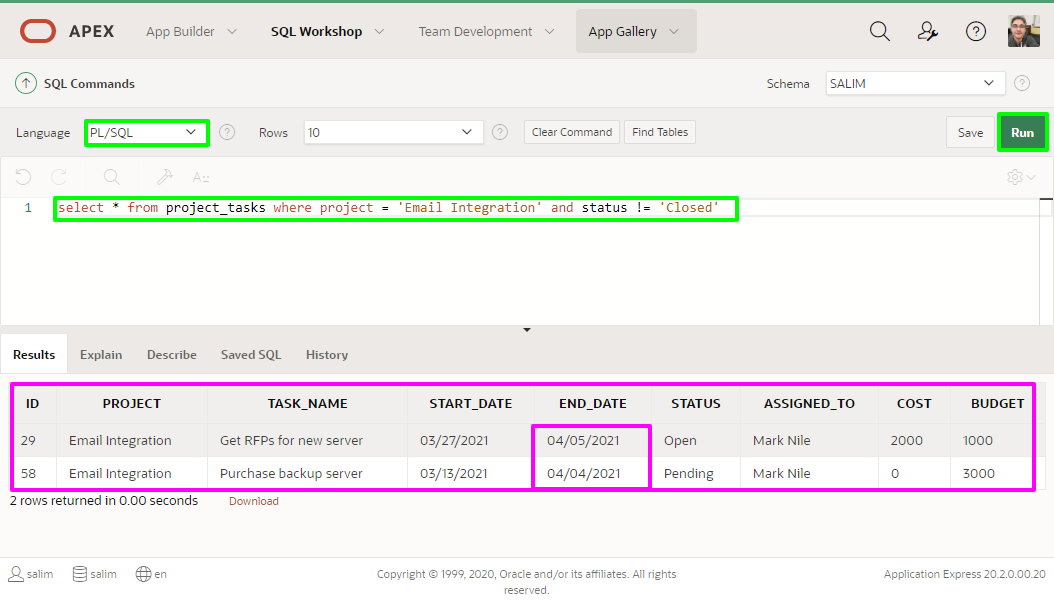 APEX App Builder SQL Workshop Team Development App Gallery ?
SQL Commands Schema SALIM ?
Language PL/SQL ? Rows 10 ? Clear Command Find Tables Save Run
A::
1 select * from project_tasks where project = 'Email Integration' and status != 'Closed'
Results Explain Describe Saved SQL History
ID PROJECT TASK_NAME START_DATE END_DATE STATUS ASSIGNED_TO COST BUDGET
29 Email Integration Get RFPs for new server 03/27/2021 04/05/2021 Open Mark Nile 2000 1000
58 Email Integration Purchase backup server 03/13/2021 04/04/2021 Pending Mark Nile 0 3000
2 rows returned in 0.00 seconds Download
salim salim en Copyright © 1999, 2020, Oracle and/or its affiliates. All rights Application Express 20.2.0.00.20
reserved.